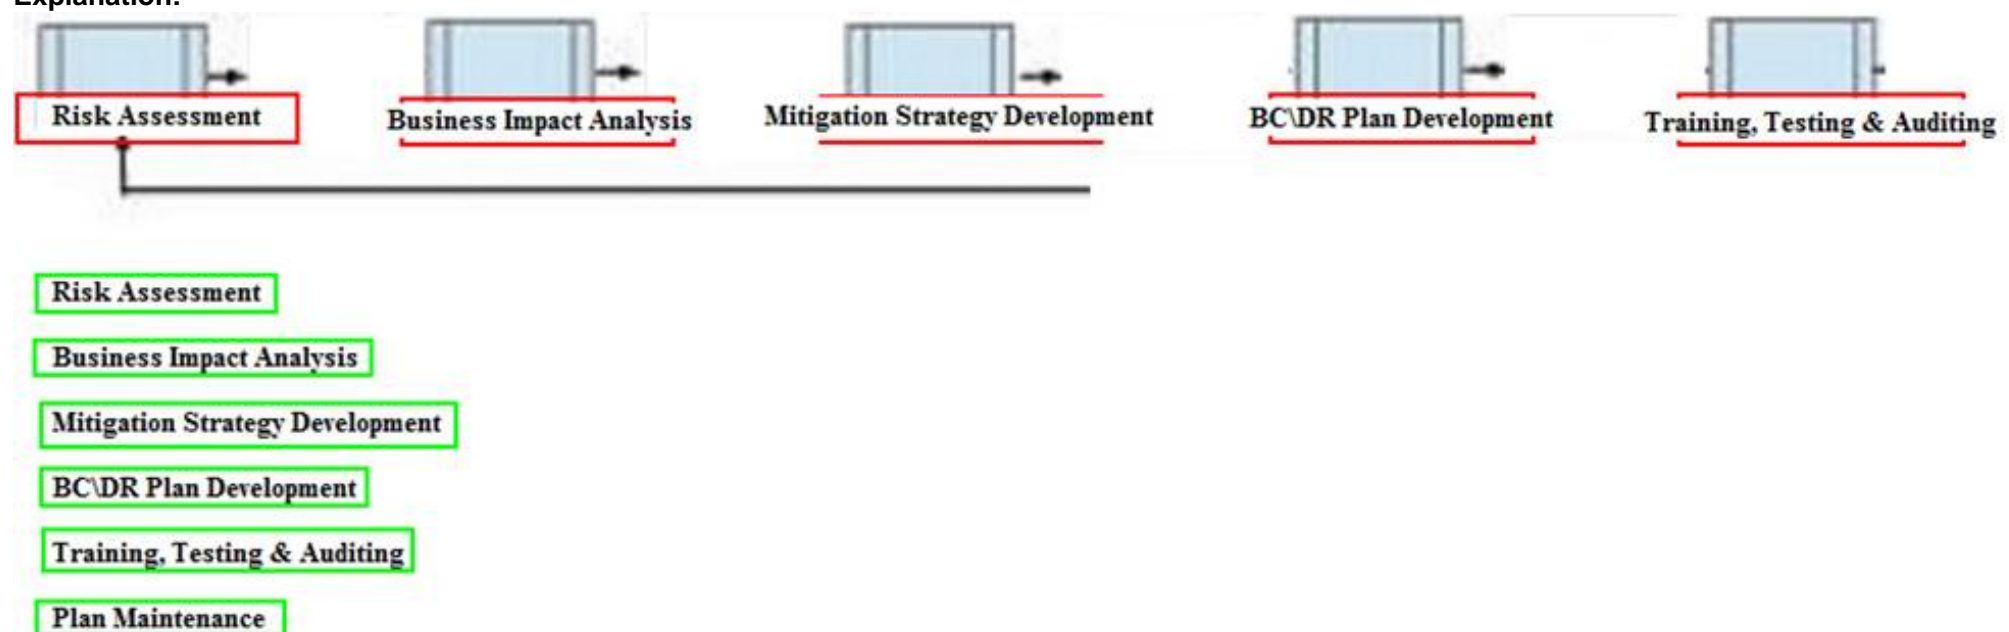 Explanation:
Risk Assessment
Business Impact Analysis
Mitigation Strategy Development
BC\DR Plan Development
Training, Testing & Auditing
Risk Assessment
Business Impact Analysis
Mitigation Strategy Development
BC\DR Plan Development
Training, Testing & Auditing
Plan Maintenance